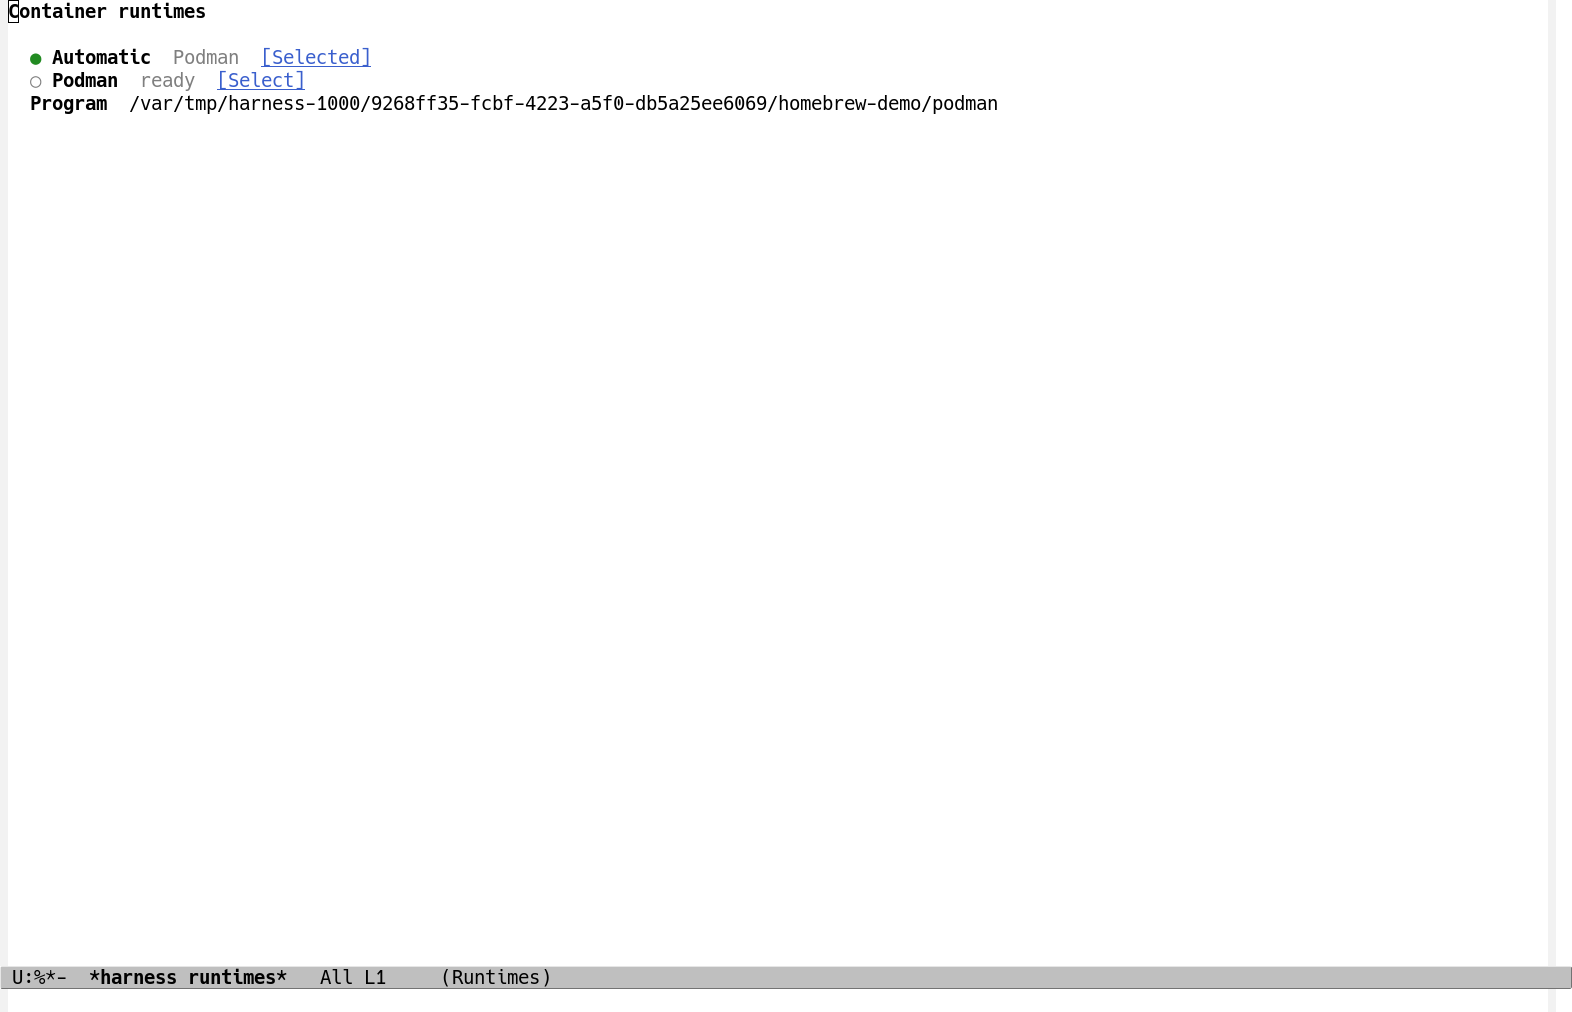 Container runtimes
● Automatic  Podman  [Selected]
○ Podman  ready  [Select]
Program  /var/tmp/harness-1000/9268ff35-fcbf-4223-a5f0-db5a25ee6069/homebrew-demo/podman
U:%*-  *harness runtimes*   All L1     (Runtimes)